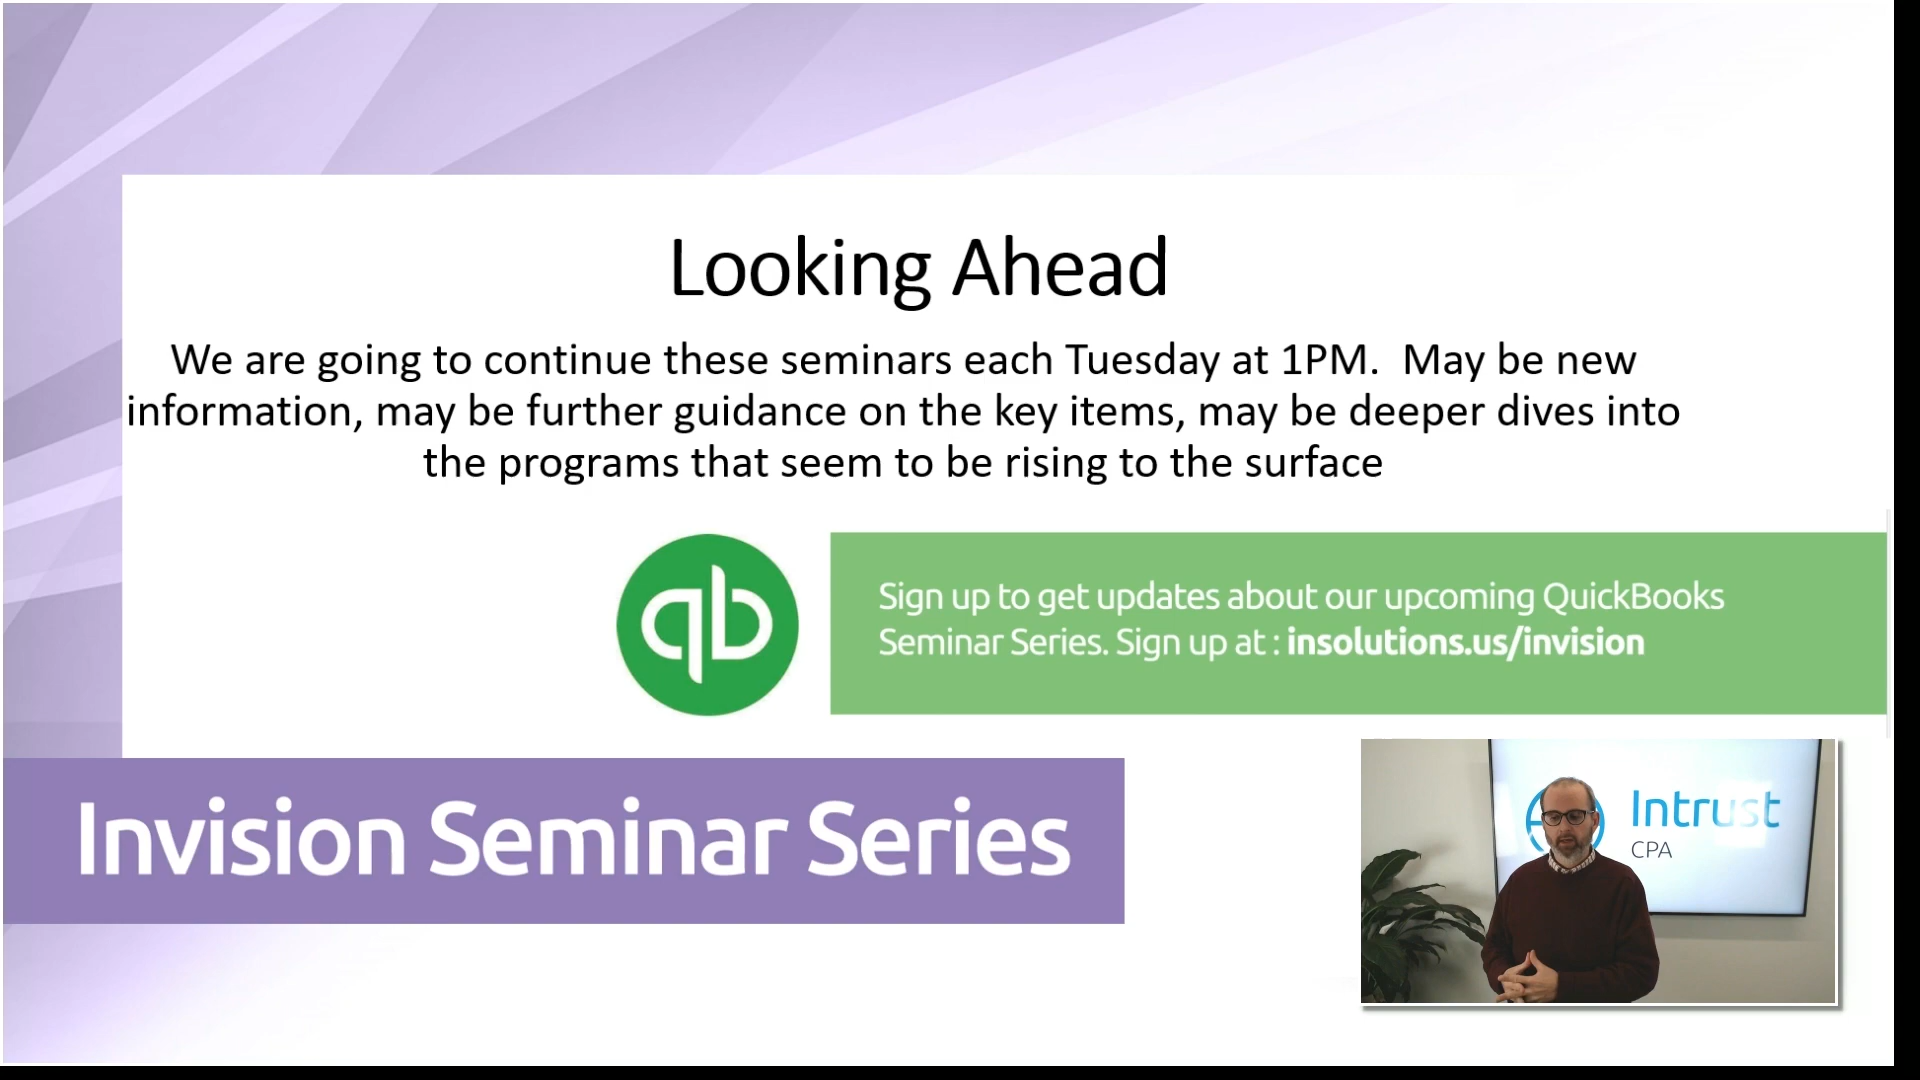 Looking Ahead
We are going to continue these seminars each Tuesday at 1PM.  May be new
information, may be further guidance on the key items, may be deeper dives into
the programs that seem to be rising to the surface
qb
Sign up to get updates about our upcoming QuickBooks
Seminar Series. Sign up at : insolutions.us/invision
Invision Seminar Series
Intrust
CPA